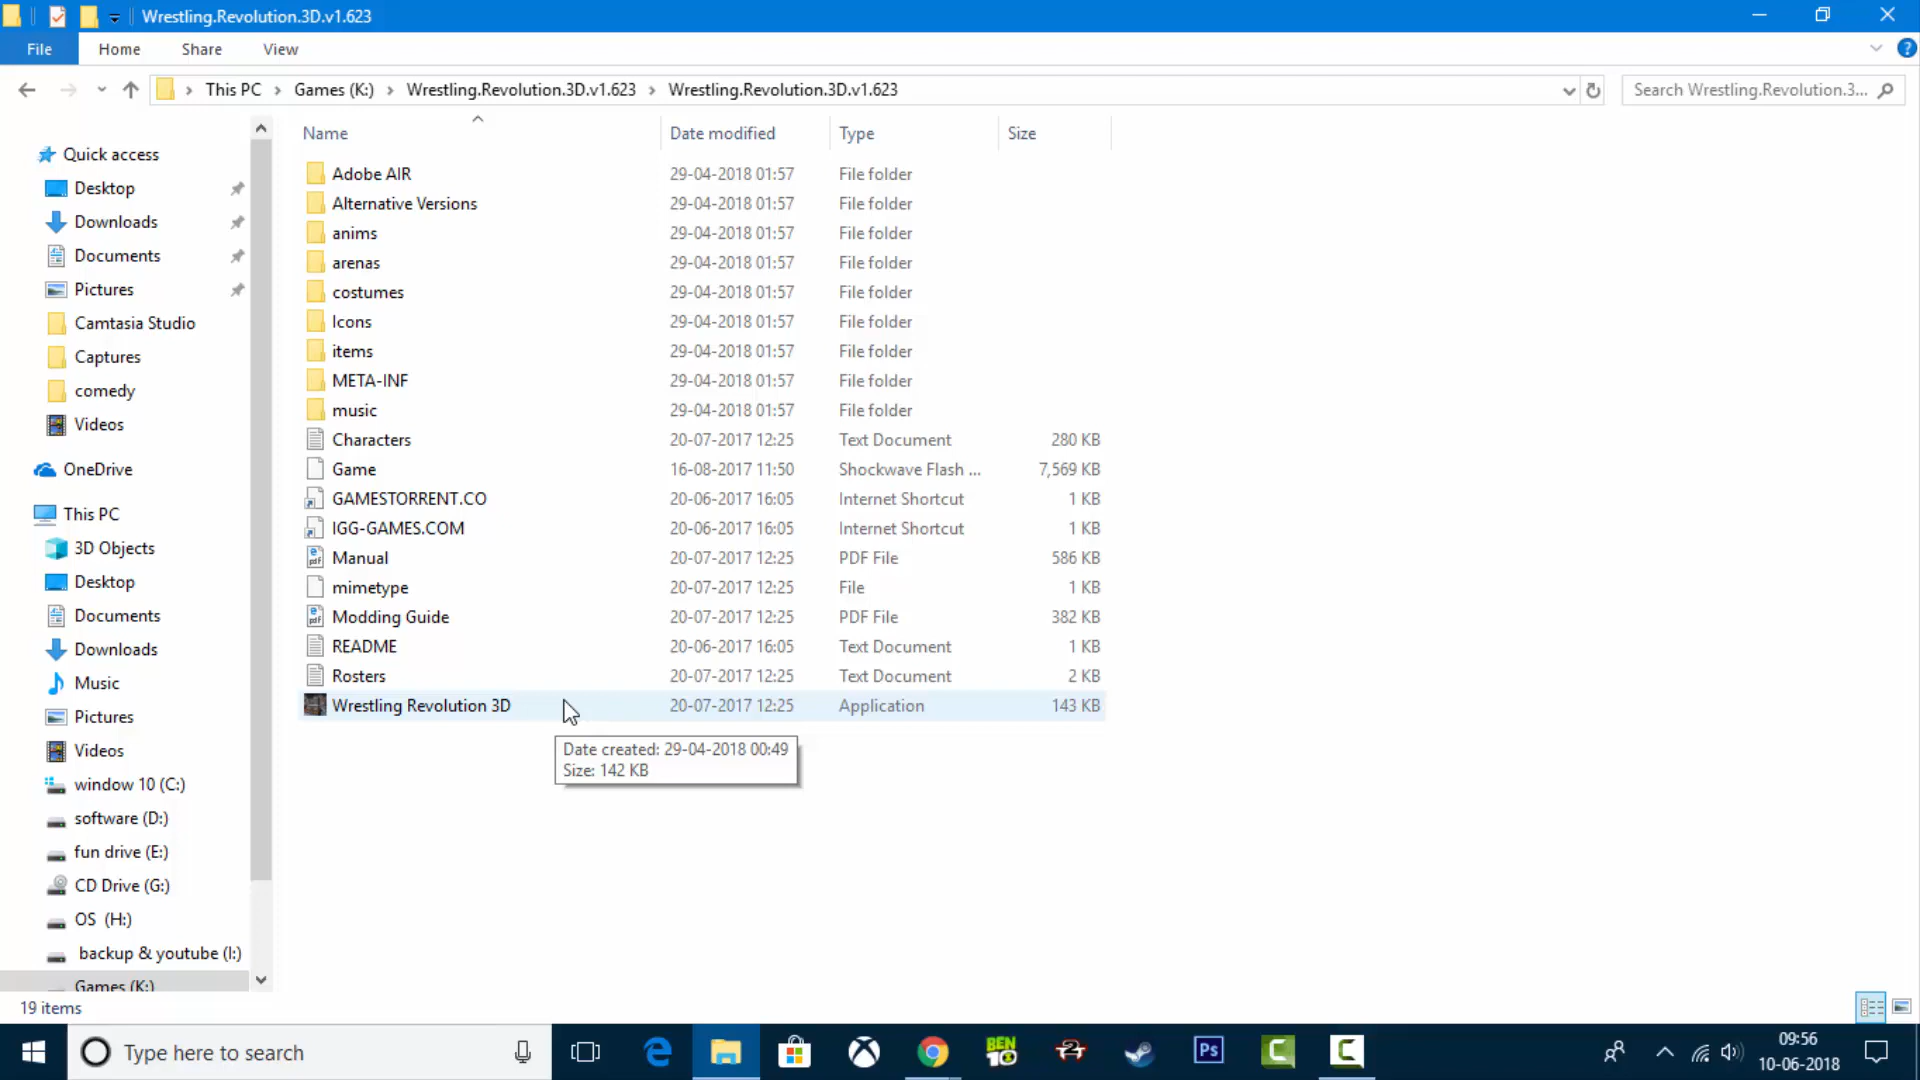 Wrestling.Revolution.3D.v1.623
File Home Share View
This PC Games (K:) Wrestling.Revolution.3D.v1.623 Wrestling.Revolution.3D.v1.623 Search Wrestling.Revolution.3...
Name Date modified Type Size
Quick access
Desktop
Downloads
Documents
Pictures
Camtasia Studio
Captures
comedy
Videos
OneDrive
This PC
3D Objects
Desktop
Documents
Downloads
Music
Pictures
Videos
window 10 (C:)
software (D:)
fun drive (E:)
CD Drive (G:)
OS (H:)
backup & youtube (I:)
Games (K:)
Adobe AIR 29-04-2018 01:57 File folder
Alternative Versions 29-04-2018 01:57 File folder
anims 29-04-2018 01:57 File folder
arenas 29-04-2018 01:57 File folder
costumes 29-04-2018 01:57 File folder
Icons 29-04-2018 01:57 File folder
items 29-04-2018 01:57 File folder
META-INF 29-04-2018 01:57 File folder
music 29-04-2018 01:57 File folder
Characters 20-07-2017 12:25 Text Document 280 KB
Game 16-08-2017 11:50 Shockwave Flash ... 7,569 KB
GAMESTORRENT.CO 20-06-2017 16:05 Internet Shortcut 1 KB
IGG-GAMES.COM 20-06-2017 16:05 Internet Shortcut 1 KB
Manual 20-07-2017 12:25 PDF File 586 KB
mimetype 20-07-2017 12:25 File 1 KB
Modding Guide 20-07-2017 12:25 PDF File 382 KB
README 20-06-2017 16:05 Text Document 1 KB
Rosters 20-07-2017 12:25 Text Document 2 KB
Wrestling Revolution 3D 20-07-2017 12:25 Application 143 KB
Date created: 29-04-2018 00:49
Size: 142 KB
19 items
Type here to search
BEN 10
Ps
09:56
10-06-2018